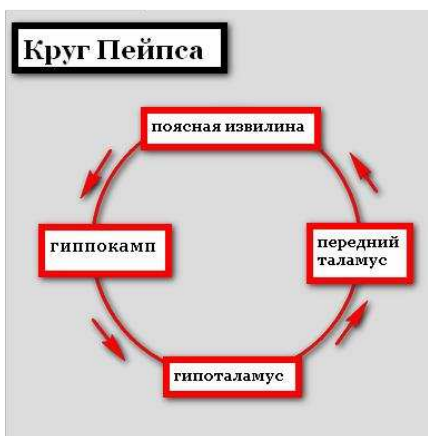 Круг Пейпса
поясная извилина
гиппокамп
передний
таламус
гипоталамус